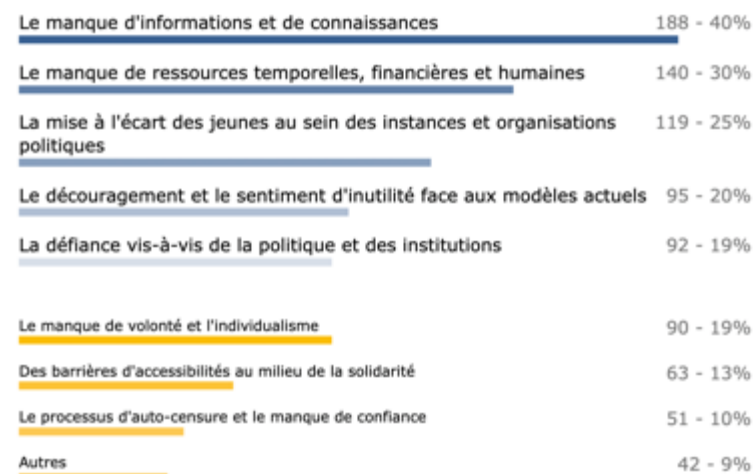 Le manque d'informations et de connaissances 188 - 40%
Le manque de ressources temporelles, financières et humaines 140 - 30%
La mise à l'écart des jeunes au sein des instances et organisations 119 - 25%
politiques
Le découragement et le sentiment d'inutilité face aux modèles actuels 95 - 20%
La défiance vis-à-vis de la politique et des institutions 92 - 19%
Le manque de volonté et l'individualisme 90 - 19%
Des barrières d'accessibilités au milieu de la solidarité 63 - 13%
Le processus d'auto-censure et le manque de confiance 51 - 10%
Autres 42 - 9%